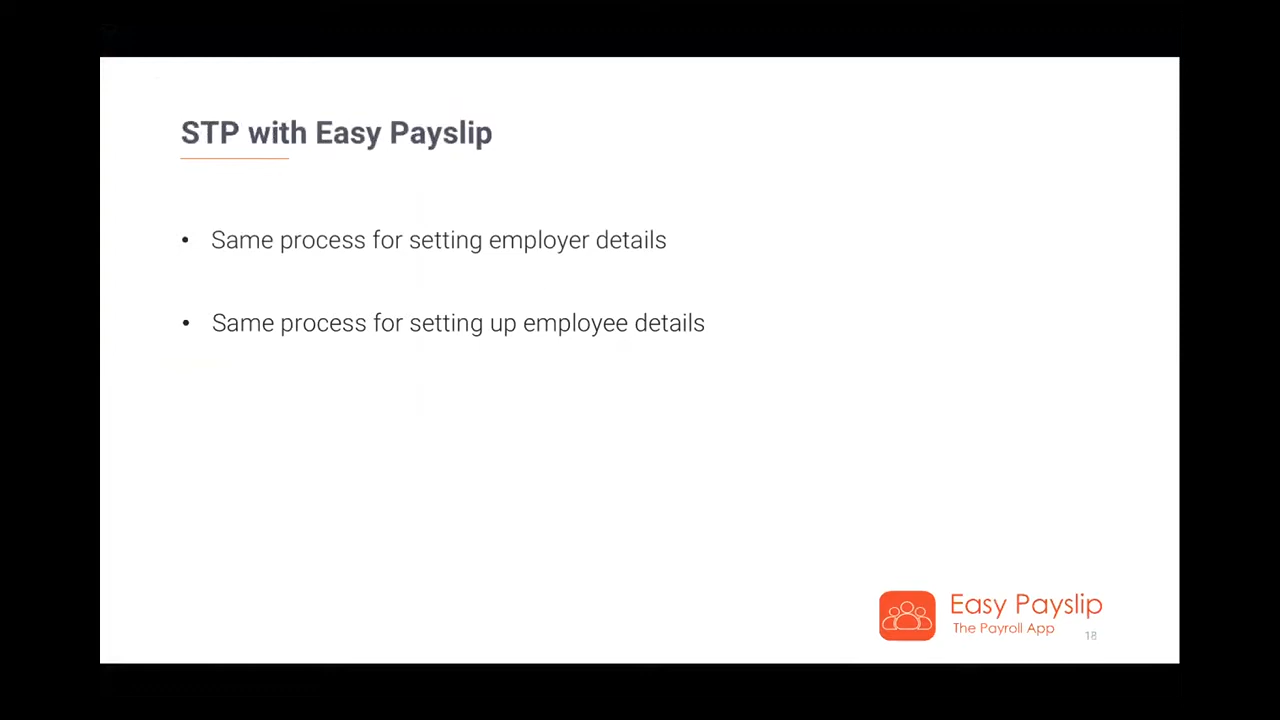 STP with Easy Payslip
• Same process for setting employer details
• Same process for setting up employee details
Easy Payslip
The Payroll App
18